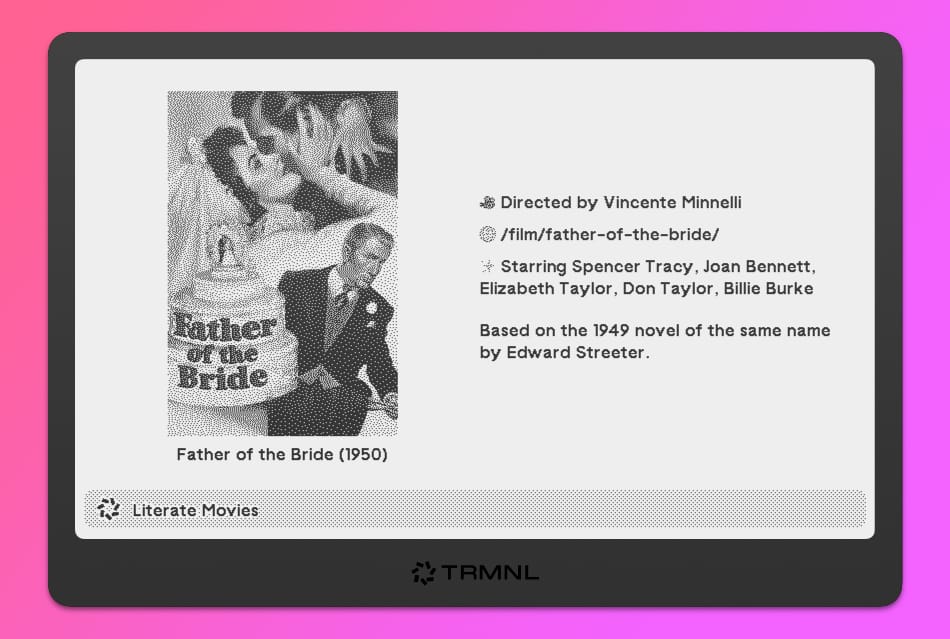 Father
of the
Bride
Father of the Bride (1950)
Directed by Vincente Minnelli
/film/father-of-the-bride/
Starring Spencer Tracy, Joan Bennett,
Elizabeth Taylor, Don Taylor, Billie Burke
Based on the 1949 novel of the same name
by Edward Streeter.
Literate Movies
TRMNL